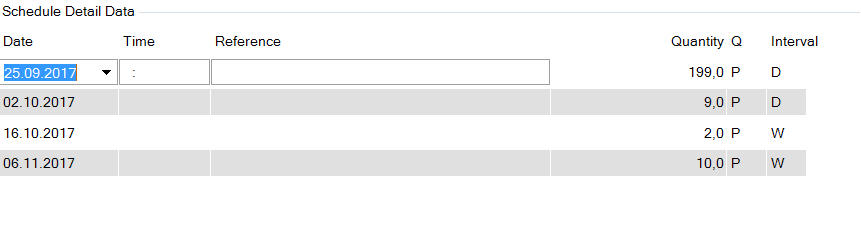 Schedule Detail Data
Date Time Reference Quantity Q Interval
25.09.2017 : 199,0 P D
02.10.2017 9,0 P D
16.10.2017 2,0 P W
06.11.2017 10,0 P W